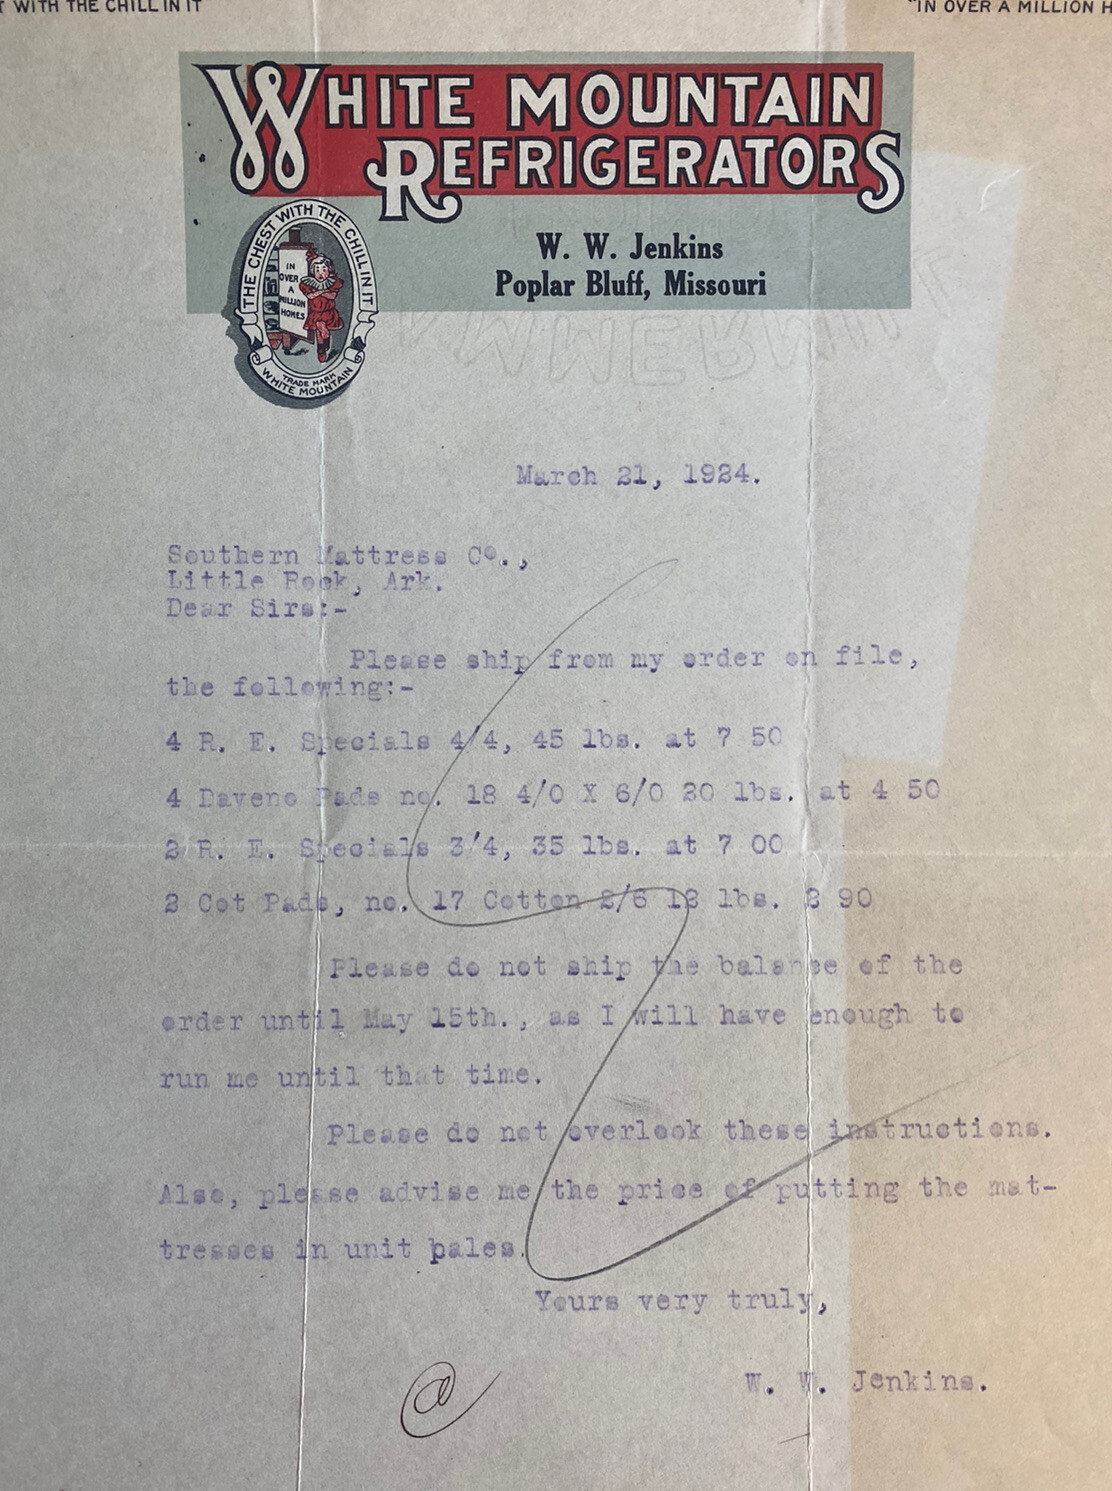 T WITH THE CHILL IN IT
"IN OVER A MILLION H
WHITE MOUNTAIN
REFRIGERATORS
W. W. Jenkins
Poplar Bluff, Missouri
THE CHEST WITH THE CHILL IN IT
IN
OVER
A
MILLION
HOMES
TRADE MARK
WHITE MOUNTAIN
March 21, 1924.
Southern Mattress Co.,
Little Rock, Ark.
Dear Sirs:-
Please ship from my order on file,
the following:-
4 R. E. Specials 4/4, 45 lbs. at 7 50
4 Daveno Pads no. 18 4/0 X 6/0 20 lbs. at 4 50
2 R. E. Specials 3'4, 35 lbs. at 7 00
2 Cot Pads, no. 17 Cotton 2/6 12 lbs. 2 90
Please do not ship the balance of the
order until May 15th., as I will have enough to
run me until that time.
Please do not overlook these instructions.
Also, please advise me the price of putting the mat-
tresses in unit bales.
Yours very truly,
W. W. Jenkins.
@